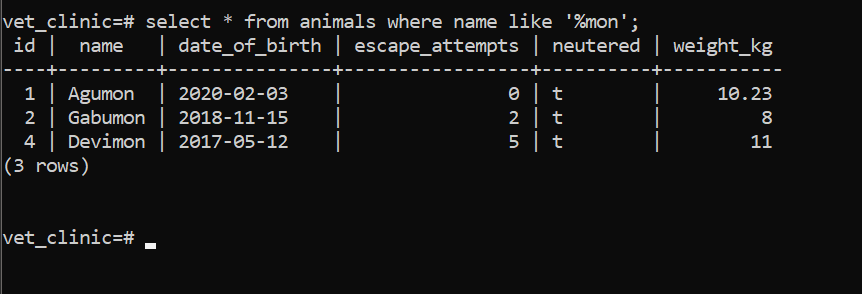 vet_clinic=# select * from animals where name like '%mon';
 id |  name   | date_of_birth | escape_attempts | neutered | weight_kg
----+---------+---------------+-----------------+----------+-----------
  1 | Agumon  | 2020-02-03    |               0 | t        |     10.23
  2 | Gabumon | 2018-11-15    |               2 | t        |         8
  4 | Devimon | 2017-05-12    |               5 | t        |        11
(3 rows)
vet_clinic=#